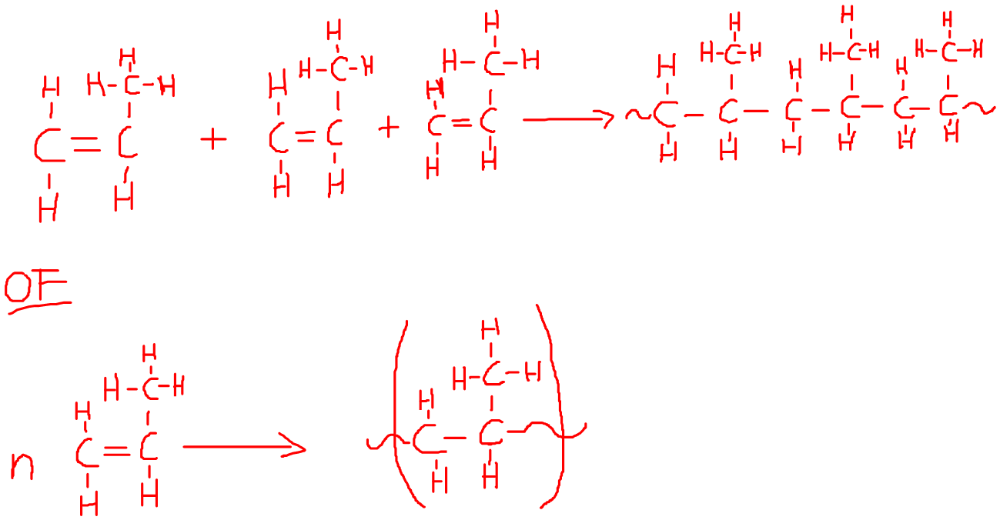 H H H H H H
H-C-H H-C-H H-C-H H-C-H H-C-H H-C-H
H H H H H H
C=C + C=C + C=C → ~C-C-C-C-C-C~
H H H H H H H H H H H H
OF
H H
H-C-H H-C-H
H H
n C=C → (~C-C~)
H H H H